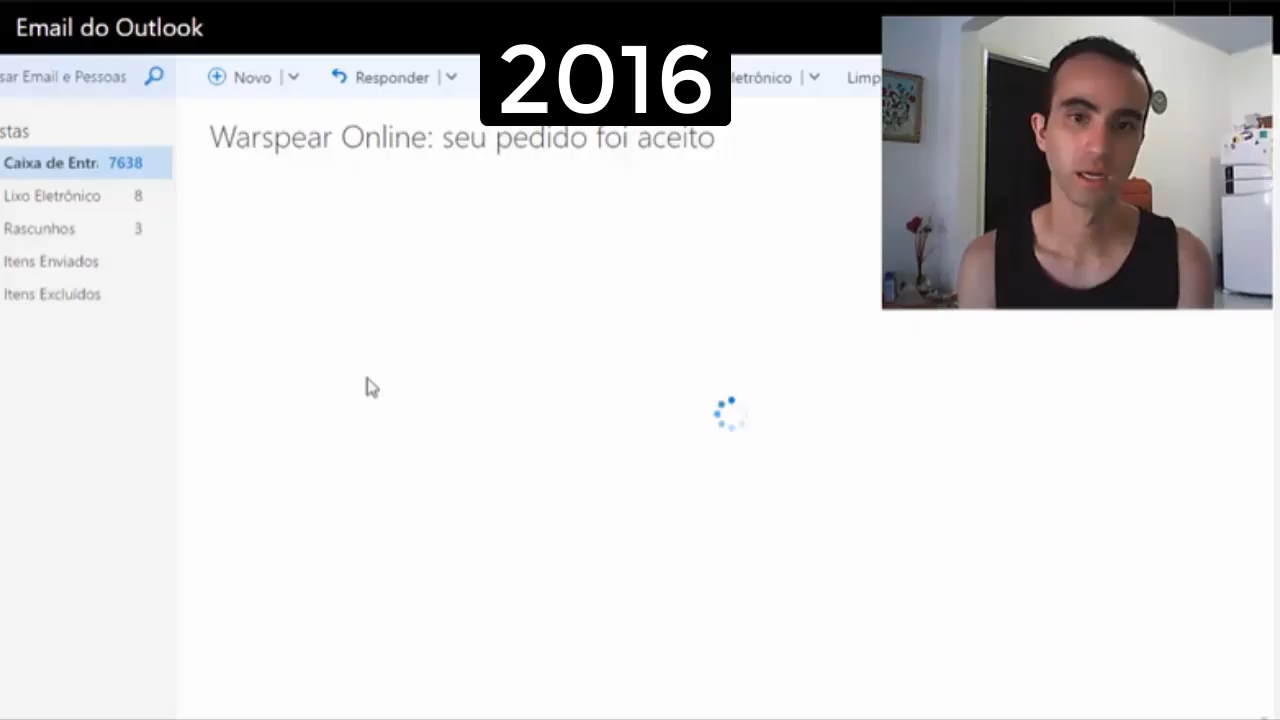 Email do Outlook
2016
sar Email e Pessoas
Novo
Responder
letrônico
Limp
Warspear Online: seu pedido foi aceito
stas
Caixa de Entr. 7638
Lixo Eletrônico 8
Rascunhos 3
Itens Enviados
Itens Excluídos